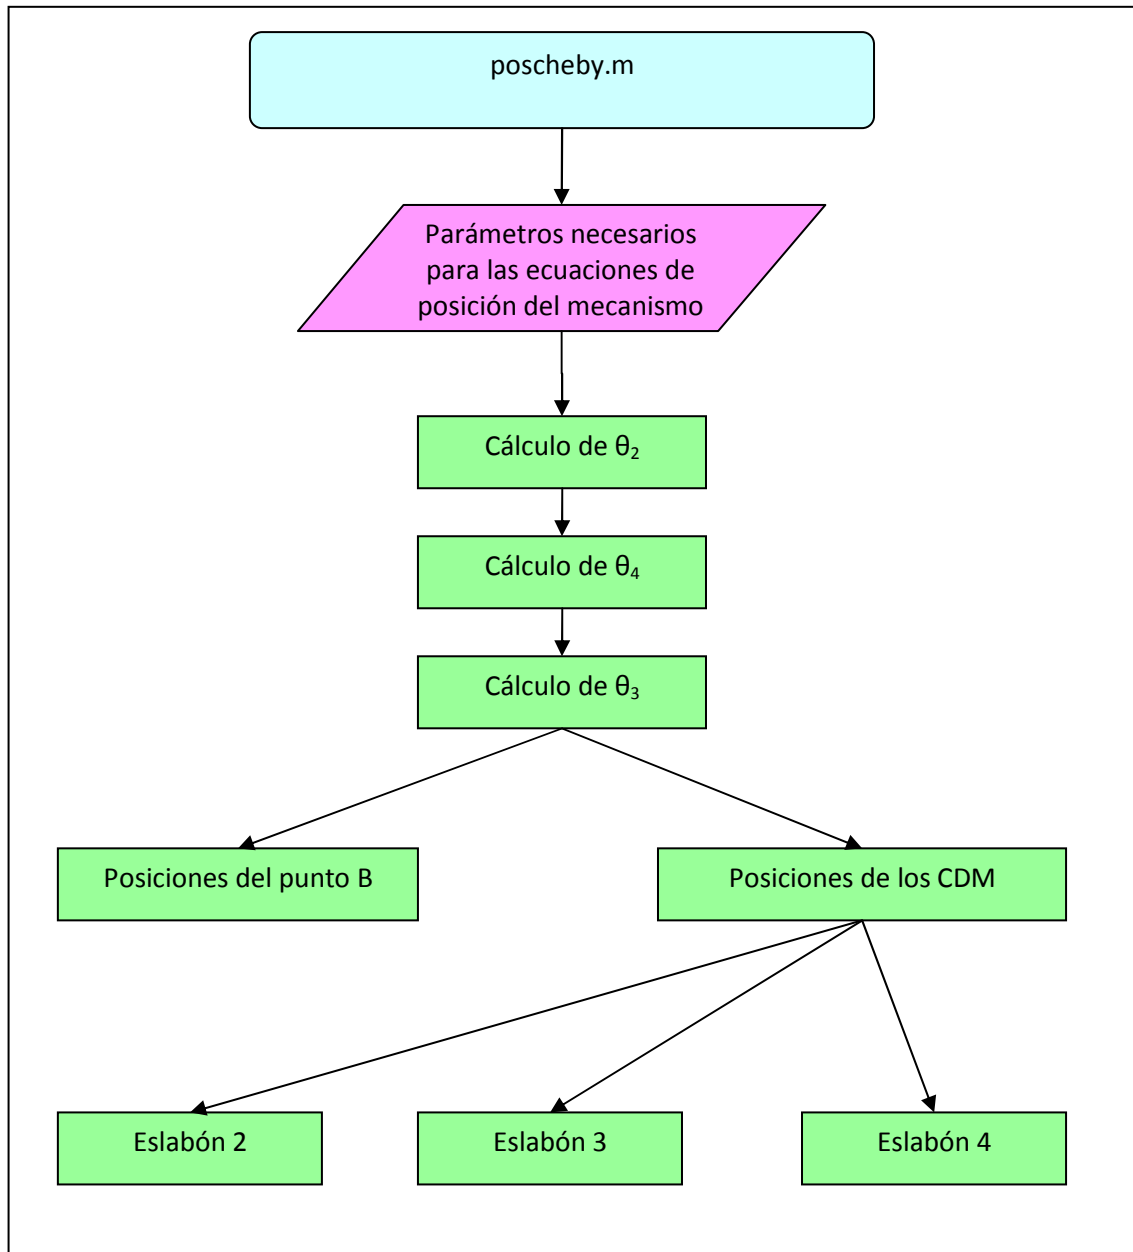 poscheby.m
Parámetros necesarios
para las ecuaciones de
posición del mecanismo
Cálculo de θ₂
Cálculo de θ₄
Cálculo de θ₃
Posiciones del punto B
Posiciones de los CDM
Eslabón 2
Eslabón 3
Eslabón 4